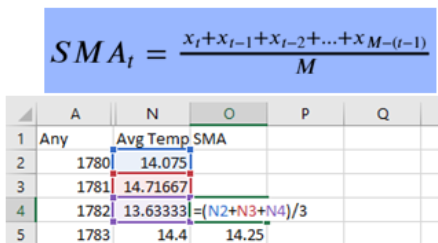 SMA_t = (x_t+x_{t-1}+x_{t-2}+...+x_{M-(t-1)})/M
A N O P Q
1 Any Avg Temp SMA
2 1780 14.075
3 1781 14.71667
4 1782 13.63333 =(N2+N3+N4)/3
5 1783 14.4 14.25